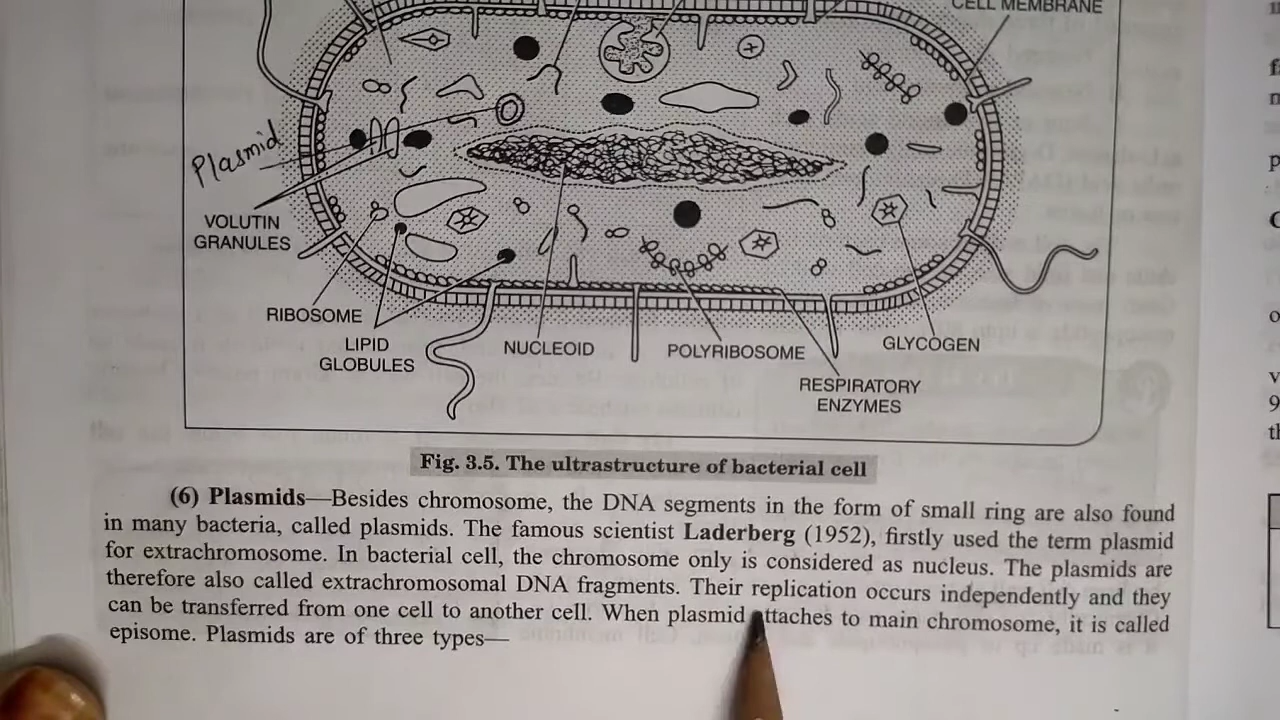 CELL MEMBRANE
Plasmid
VOLUTIN
GRANULES
RIBOSOME
LIPID
GLOBULES
NUCLEOID
POLYRIBOSOME
GLYCOGEN
RESPIRATORY
ENZYMES
Fig. 3.5. The ultrastructure of bacterial cell
(6) Plasmids—Besides chromosome, the DNA segments in the form of small ring are also found
in many bacteria, called plasmids. The famous scientist Laderberg (1952), firstly used the term plasmid
for extrachromosome. In bacterial cell, the chromosome only is considered as nucleus. The plasmids are
therefore also called extrachromosomal DNA fragments. Their replication occurs independently and they
can be transferred from one cell to another cell. When plasmid attaches to main chromosome, it is called
episome. Plasmids are of three types—